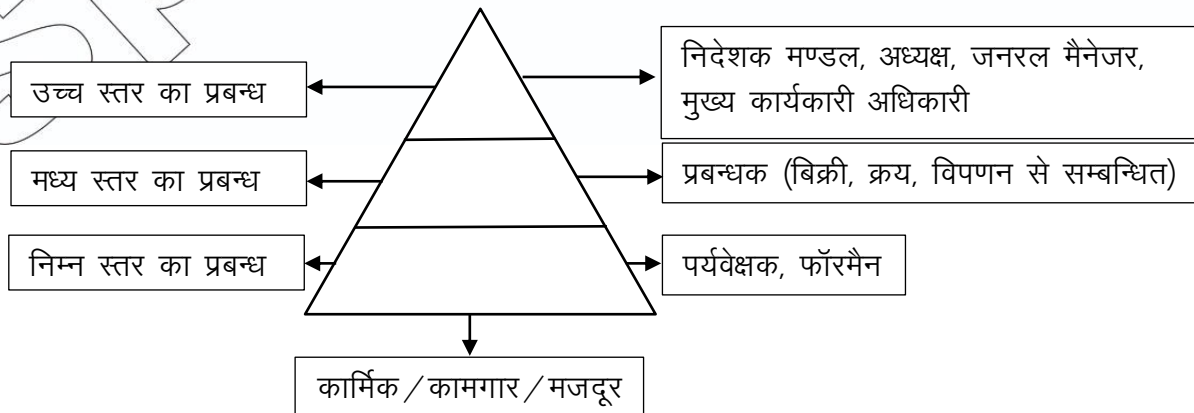 उच्च स्तर का प्रबन्ध
निदेशक मण्डल, अध्यक्ष, जनरल मैनेजर,
मुख्य कार्यकारी अधिकारी
मध्य स्तर का प्रबन्ध
प्रबन्धक (बिक्री, क्रय, विपणन से सम्बन्धित)
निम्न स्तर का प्रबन्ध
पर्यवेक्षक, फॉरमैन
कार्मिक / कामगार / मजदूर